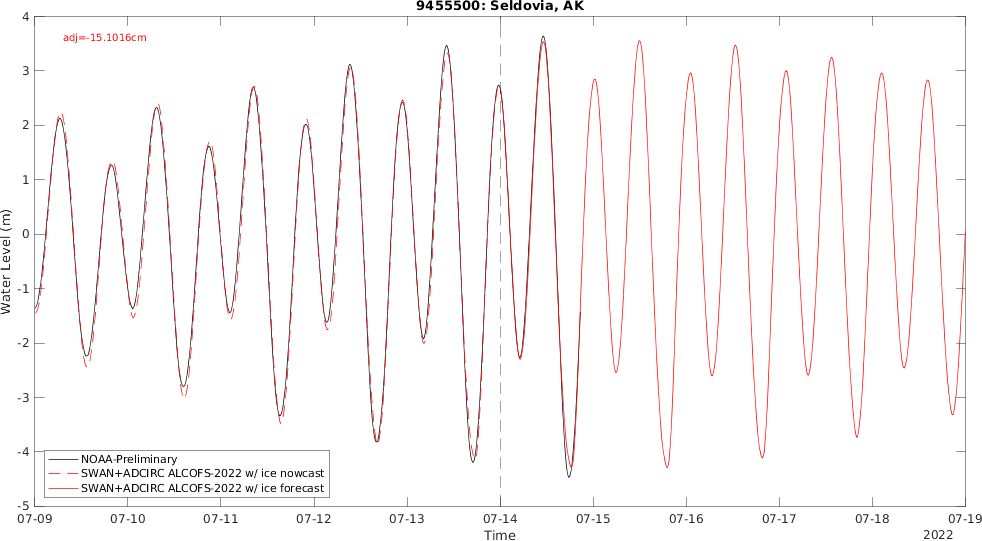 9455500: Seldovia, AK
adj=-15.1016cm
4
3
2
1
0
-1
-2
-3
-4
-5
Water Level (m)
NOAA-Preliminary
SWAN+ADCIRC ALCOFS-2022 w/ ice nowcast
SWAN+ADCIRC ALCOFS-2022 w/ ice forecast
07-09 07-10 07-11 07-12 07-13 07-14 07-15 07-16 07-17 07-18 07-19
Time
2022